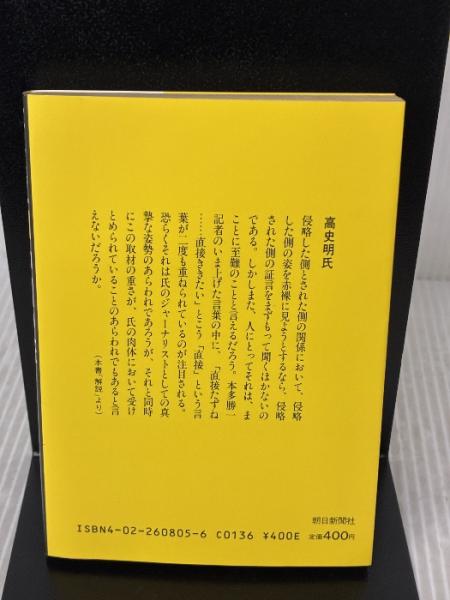 高史明氏
侵略した側とされた側の関係において、侵略
した側の姿を赤裸に見ようとするなら、侵略
された側の証言をまずもって聞くほかないの
である。しかしまた、人にとってそれは、ま
ことに至難のことと言えるだろう。本多勝一
記者のいま上げた言葉の中に、「直接たずね
……直接ききたい」とこう「直接」という言
葉が二度も重ねられているのが注目される。
恐らくそれは氏のジャーナリストとしての真
摯な姿勢のあらわれであろうが、それと同時
にこの取材の重さが、氏の肉体において受け
とめられていることのあらわれでもあると言
えないだろうか。
（本書「解説」より）
朝日新聞社
ISBN4-02-260805-6 C0136 ¥400E 定価400円